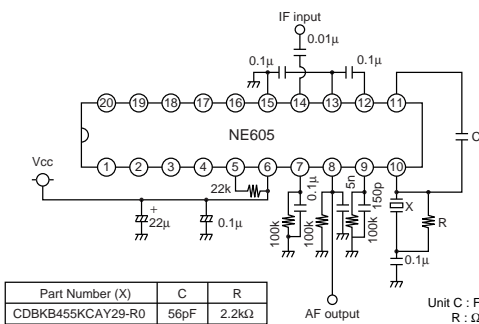 IF input
0.01μ
0.1μ
0.1μ
20 19 18 17 16 15 14 13 12 11
C
NE605
Vcc
1 2 3 4 5 6 7 8 9 10
22k
+
22μ
0.1μ
100k
0.1μ
100k
5n
100k
150p
X
R
0.1μ
Part Number (X) C R
CDBKB455KCAY29-R0 56pF 2.2kΩ
AF output
Unit C : F
R : Ω